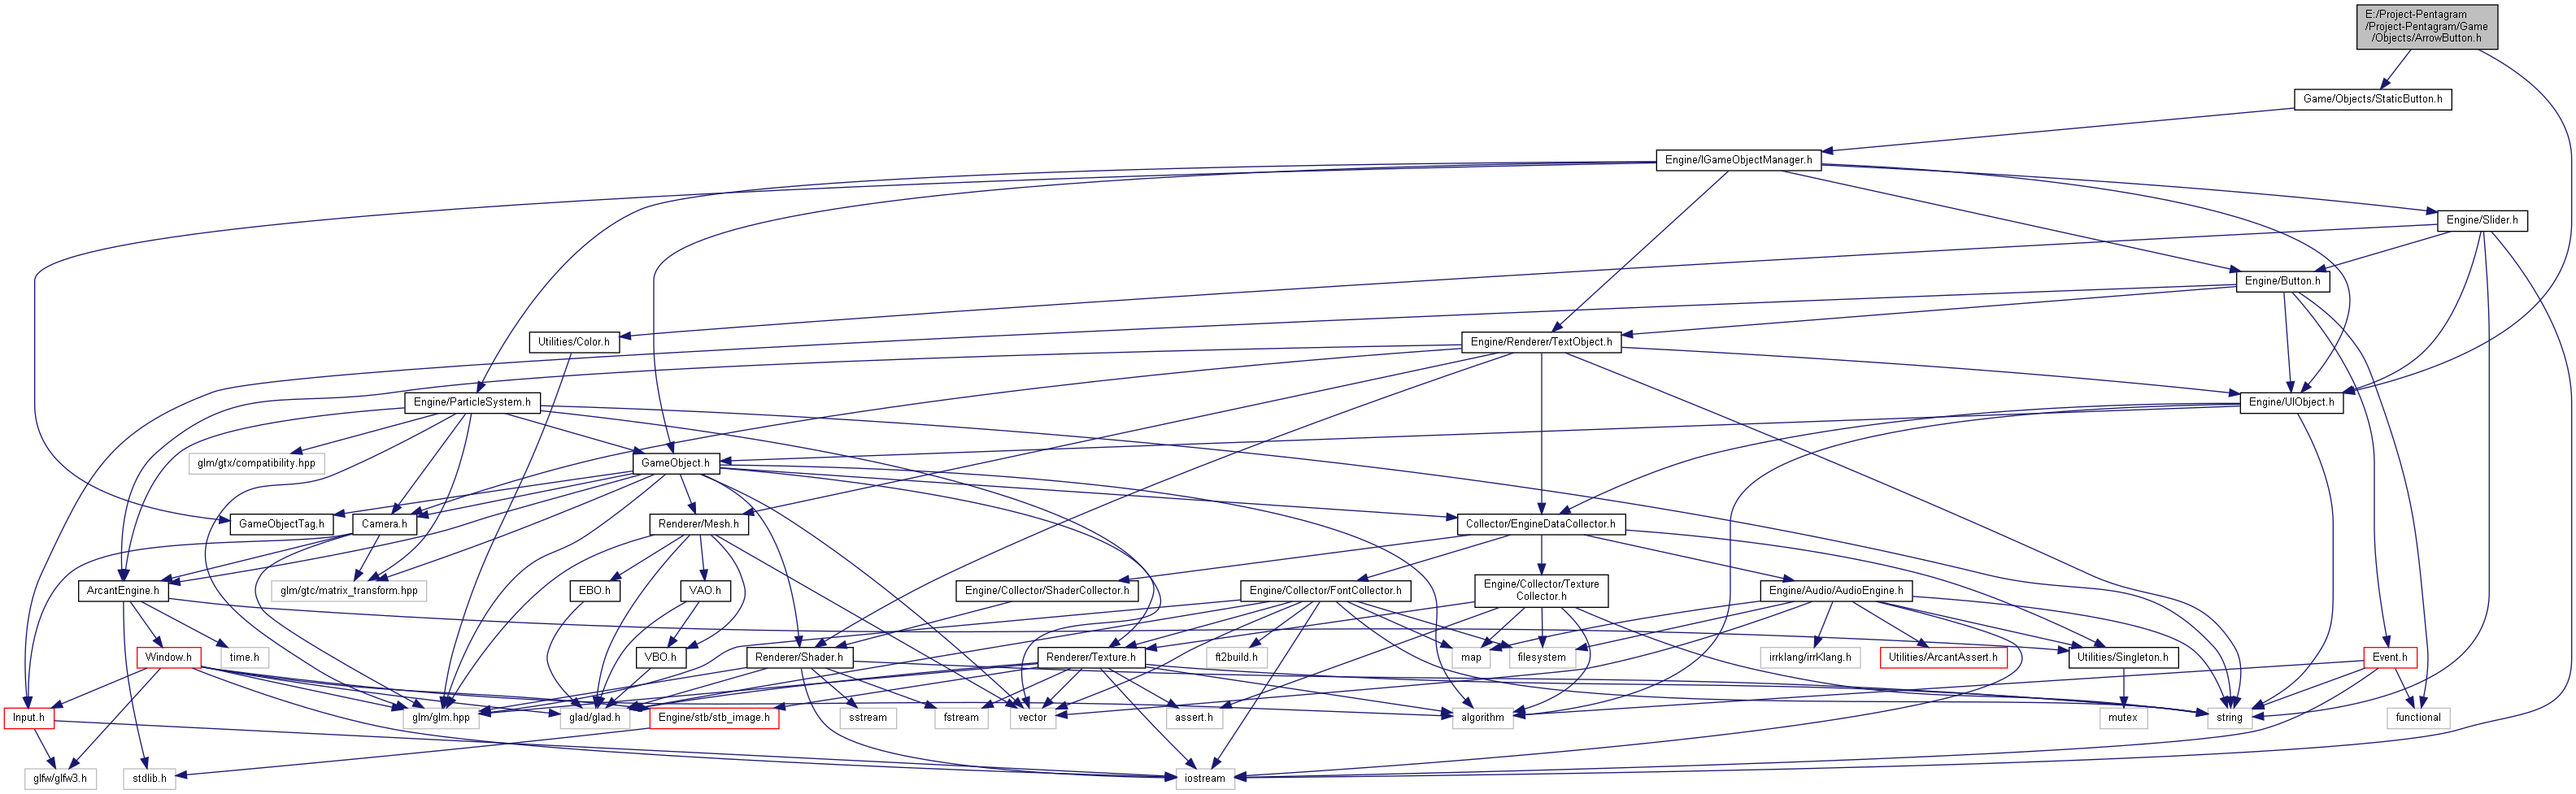 E:/Project-Pentagram
/Project-Pentagram/Game
/Objects/ArrowButton.h
Game/Objects/StaticButton.h
Engine/IGameObjectManager.h
Engine/Slider.h
Engine/Button.h
Utilities/Color.h
Engine/Renderer/TextObject.h
Engine/ParticleSystem.h
Engine/UIObject.h
glm/gtx/compatibility.hpp
GameObject.h
GameObjectTag.h
Camera.h
Renderer/Mesh.h
Collector/EngineDataCollector.h
ArcantEngine.h
glm/gtc/matrix_transform.hpp
EBO.h
VAO.h
Engine/Collector/ShaderCollector.h
Engine/Collector/FontCollector.h
Engine/Collector/Texture
Collector.h
Engine/Audio/AudioEngine.h
Window.h
time.h
VBO.h
Renderer/Shader.h
Renderer/Texture.h
ft2build.h
map
filesystem
irrklang/irrKlang.h
Utilities/ArcantAssert.h
Utilities/Singleton.h
Event.h
Input.h
glm/glm.hpp
glad/glad.h
Engine/stb/stb_image.h
sstream
fstream
vector
assert.h
algorithm
mutex
string
functional
glfw/glfw3.h
stdlib.h
iostream